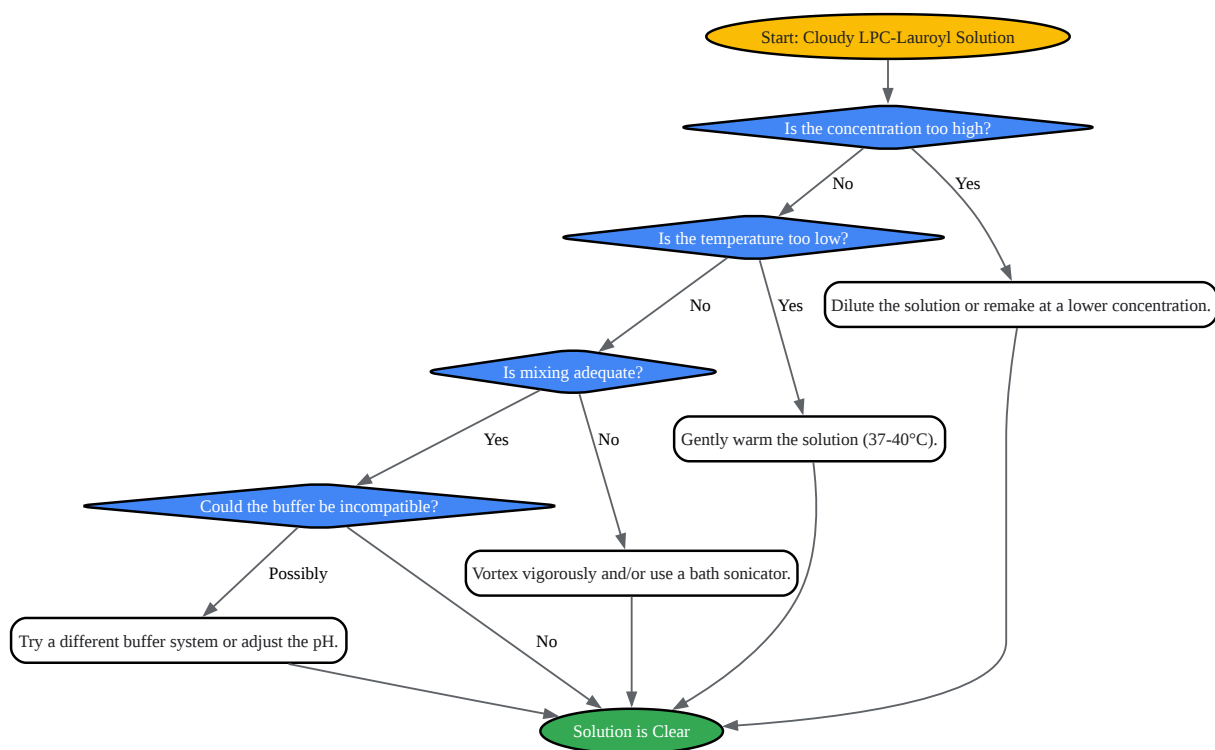 Start: Cloudy LPC-Lauroyl Solution
Is the concentration too high?
No
Yes
Is the temperature too low?
No
Yes
Dilute the solution or remake at a lower concentration.
Is mixing adequate?
Yes
No
Gently warm the solution (37-40°C).
Could the buffer be incompatible?
Possibly
No
Vortex vigorously and/or use a bath sonicator.
Try a different buffer system or adjust the pH.
Solution is Clear